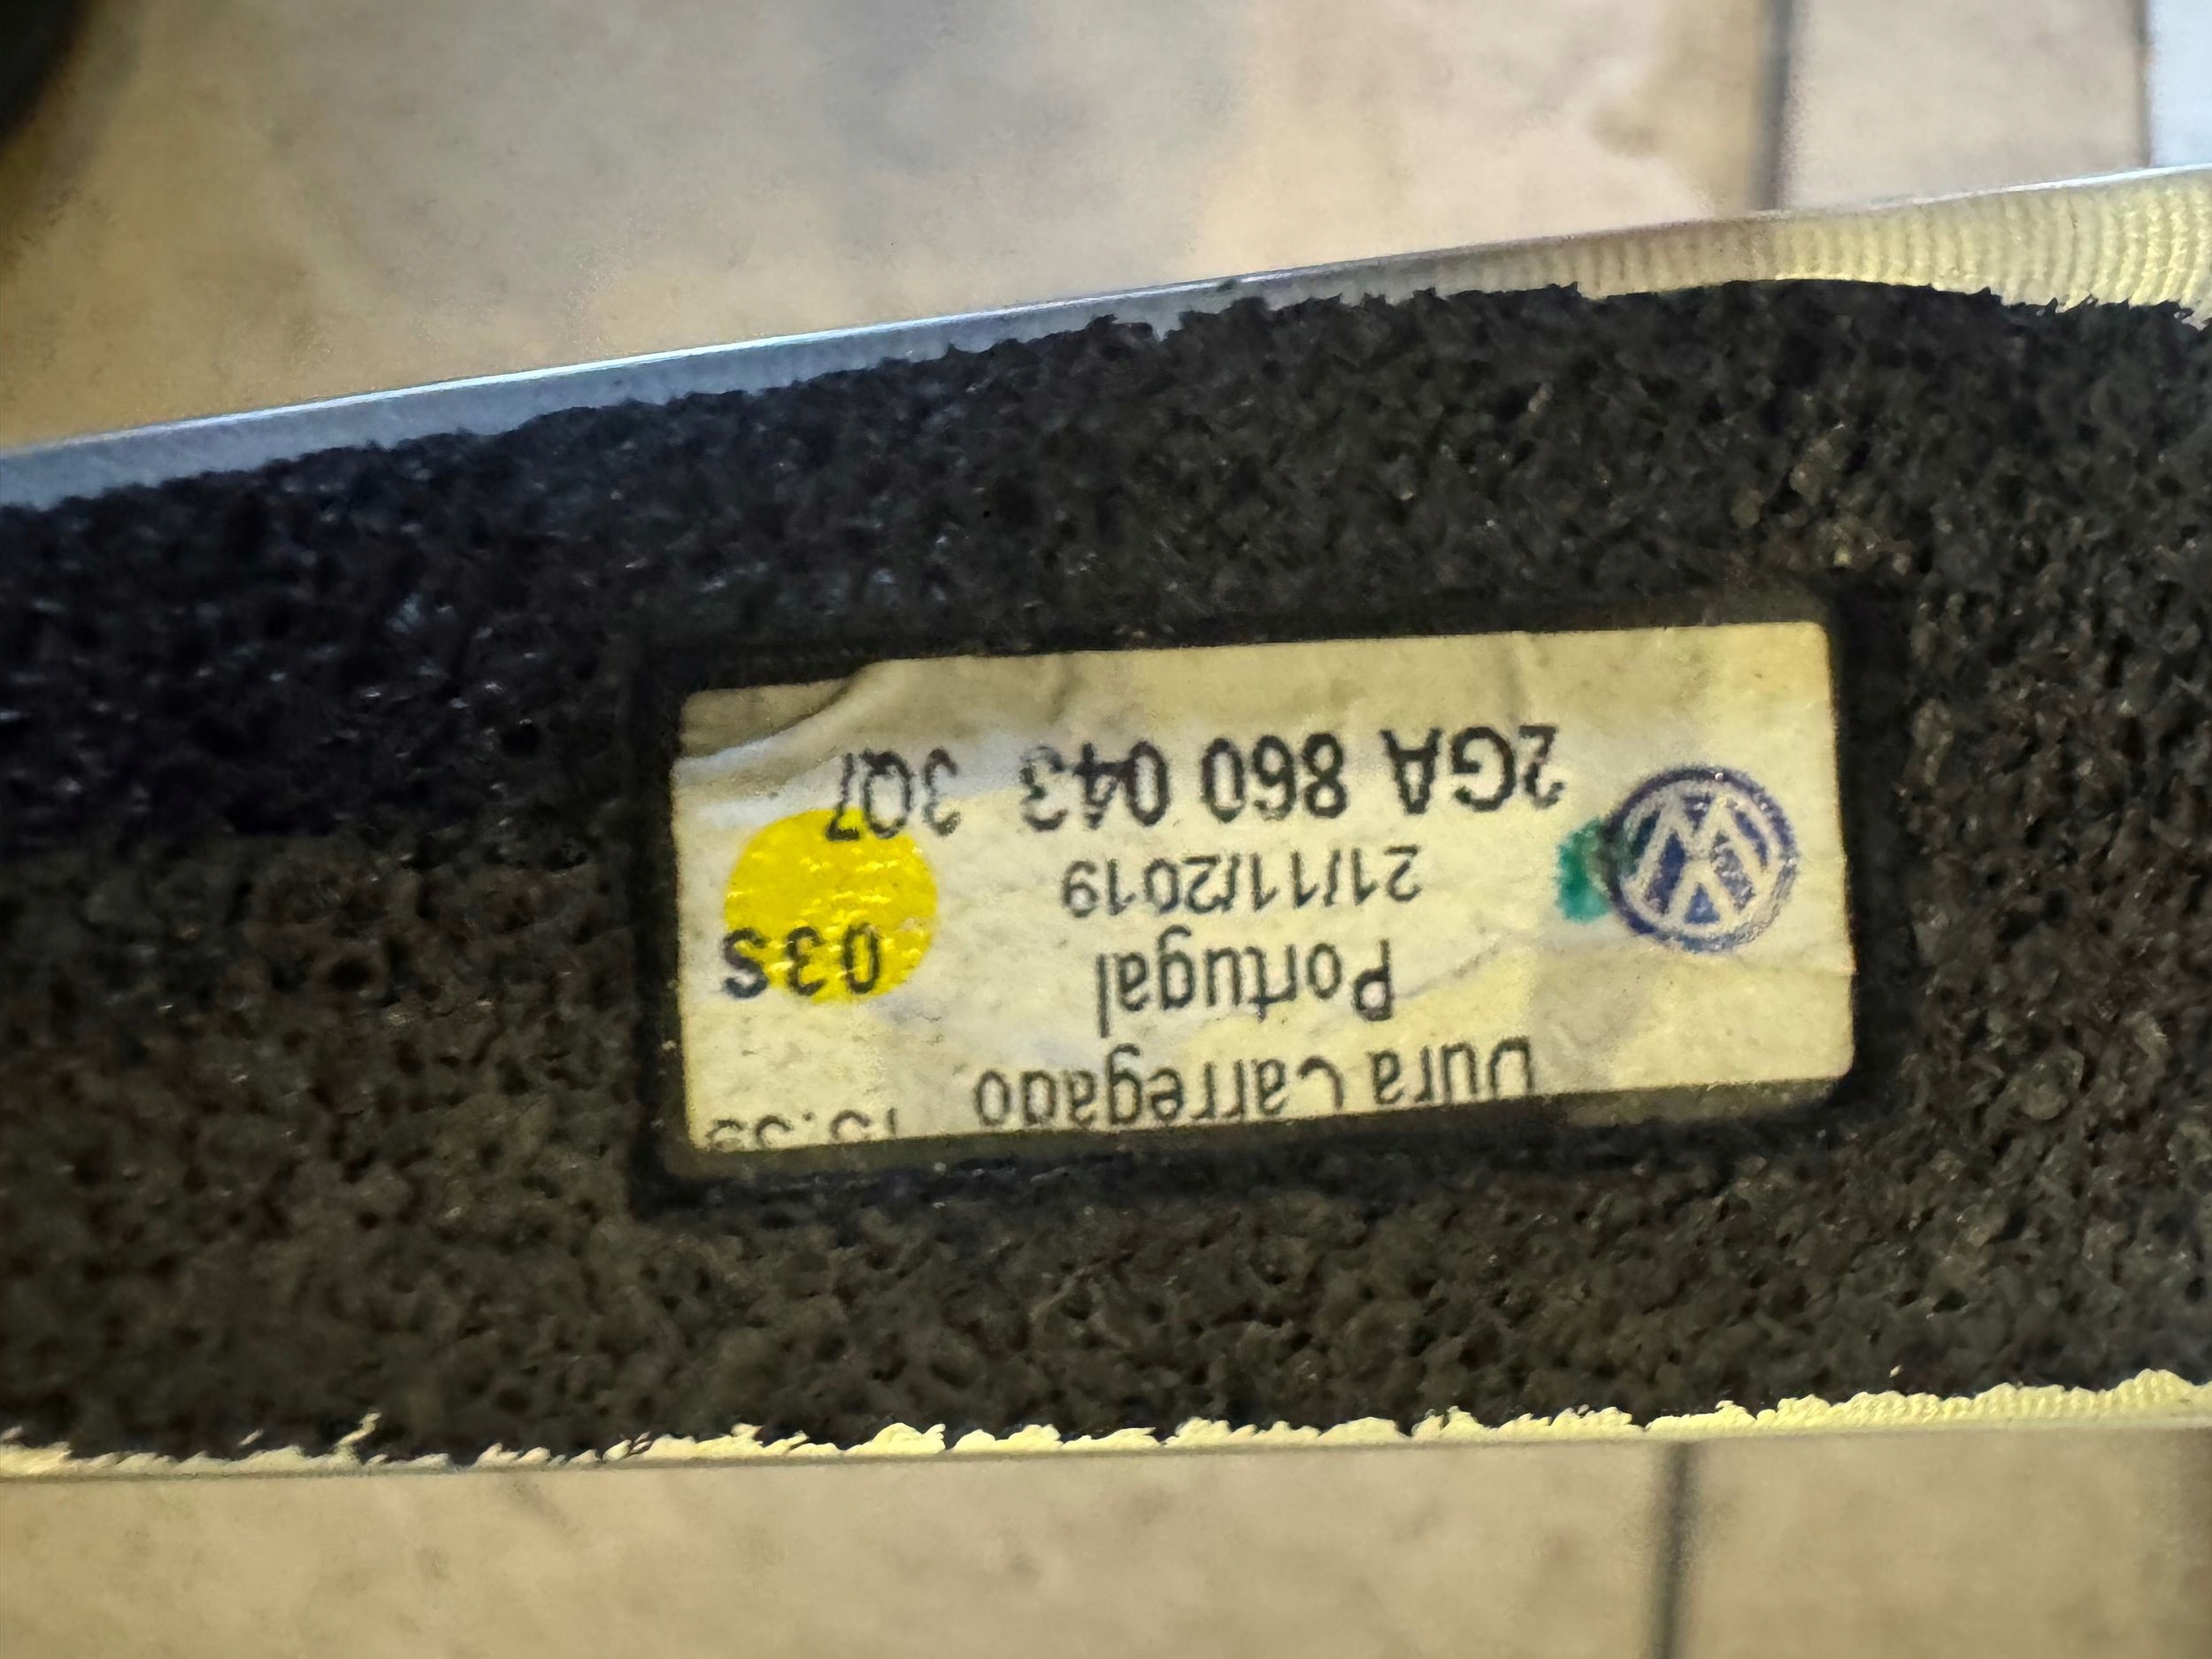 2GA 860 043 3Q7
21/11/2019
Portugal
03S
Dura Carregado